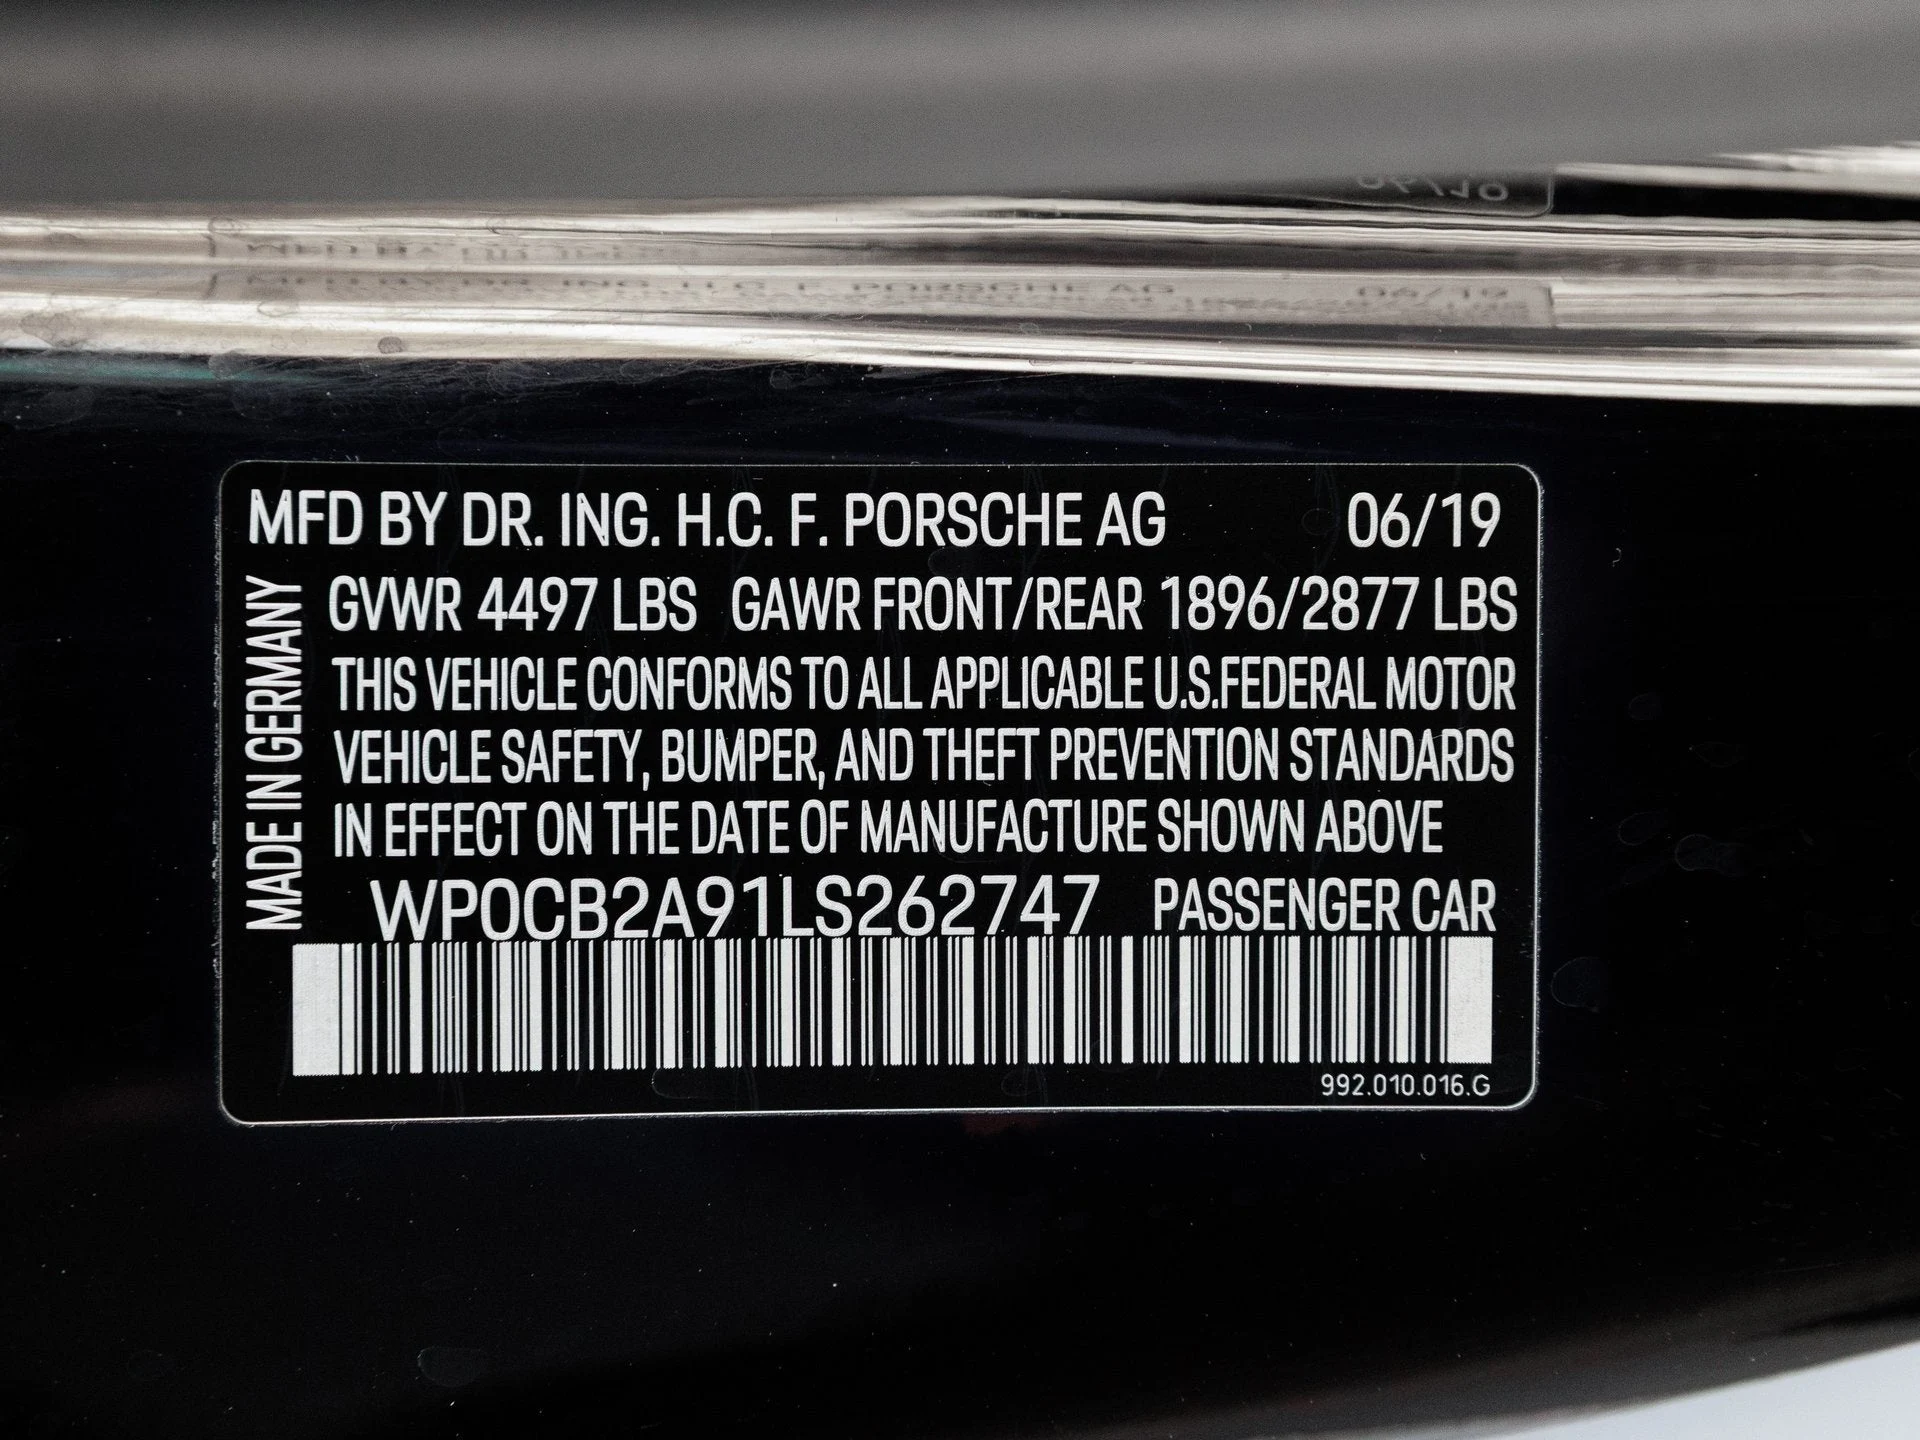 MFD BY DR. ING. H.C. F. PORSCHE AG 06/19
MADE IN GERMANY
GVWR 4497 LBS GAWR FRONT/REAR 1896/2877 LBS
THIS VEHICLE CONFORMS TO ALL APPLICABLE U.S.FEDERAL MOTOR
VEHICLE SAFETY, BUMPER, AND THEFT PREVENTION STANDARDS
IN EFFECT ON THE DATE OF MANUFACTURE SHOWN ABOVE
WP0CB2A91LS262747 PASSENGER CAR
992.010.016.G